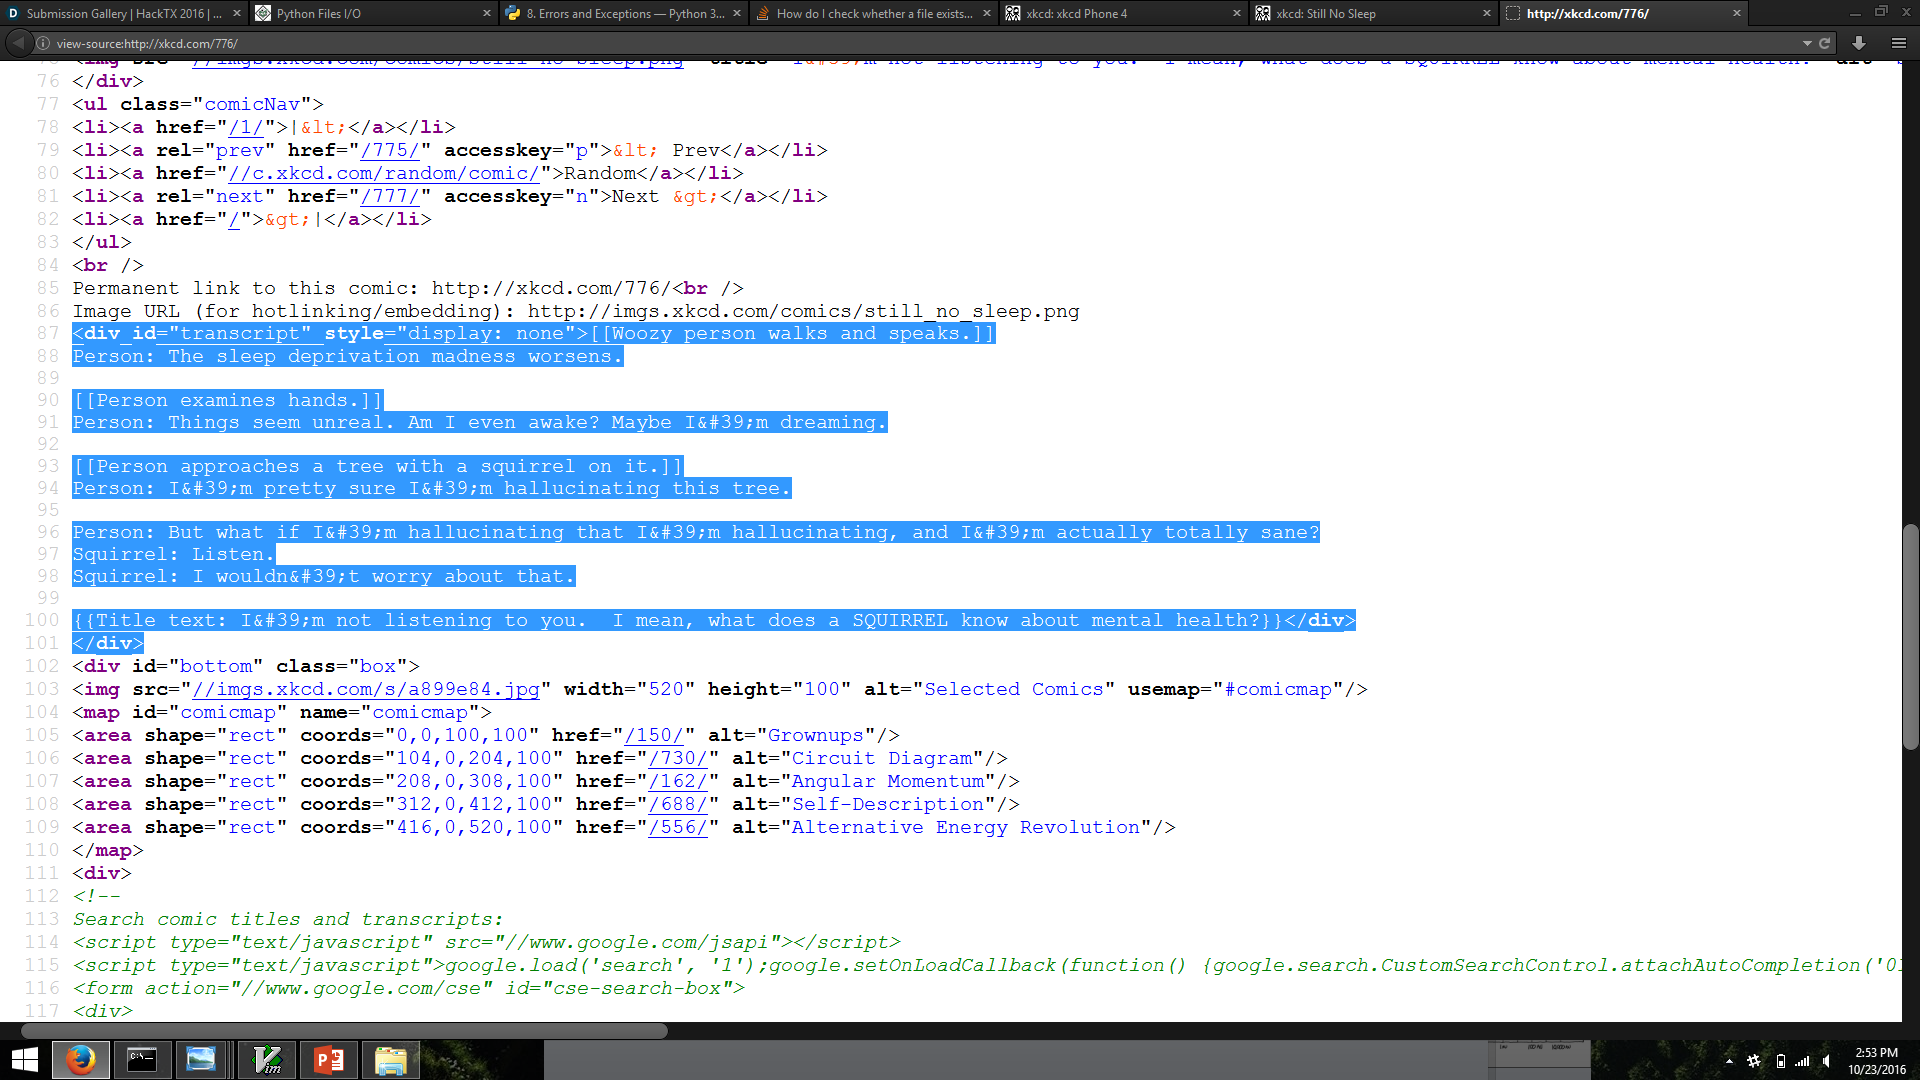 Submission Gallery | HackTX 2016 | ...
Python Files I/O
8. Errors and Exceptions — Python 3...
How do I check whether a file exists...
xkcd: xkcd Phone 4
xkcd: Still No Sleep
http://xkcd.com/776/
view-source:http://xkcd.com/776/
76 </div>
77 <ul class="comicNav">
78 <li><a href="/1/">|&lt;</a></li>
79 <li><a rel="prev" href="/775/" accesskey="p">&lt; Prev</a></li>
80 <li><a href="//c.xkcd.com/random/comic/">Random</a></li>
81 <li><a rel="next" href="/777/" accesskey="n">Next &gt;</a></li>
82 <li><a href="/">&gt;|</a></li>
83 </ul>
84 <br />
85 Permanent link to this comic: http://xkcd.com/776/<br />
86 Image URL (for hotlinking/embedding): http://imgs.xkcd.com/comics/still_no_sleep.png
87 <div id="transcript" style="display: none">[[Woozy person walks and speaks.]]
88 Person: The sleep deprivation madness worsens.
89
90 [[Person examines hands.]]
91 Person: Things seem unreal. Am I even awake? Maybe I&#39;m dreaming.
92
93 [[Person approaches a tree with a squirrel on it.]]
94 Person: I&#39;m pretty sure I&#39;m hallucinating this tree.
95
96 Person: But what if I&#39;m hallucinating that I&#39;m hallucinating, and I&#39;m actually totally sane?
97 Squirrel: Listen.
98 Squirrel: I wouldn&#39;t worry about that.
99
100 {{Title text: I&#39;m not listening to you.  I mean, what does a SQUIRREL know about mental health?}}</div>
101 </div>
102 <div id="bottom" class="box">
103 <img src="//imgs.xkcd.com/s/a899e84.jpg" width="520" height="100" alt="Selected Comics" usemap="#comicmap"/>
104 <map id="comicmap" name="comicmap">
105 <area shape="rect" coords="0,0,100,100" href="/150/" alt="Grownups"/>
106 <area shape="rect" coords="104,0,204,100" href="/730/" alt="Circuit Diagram"/>
107 <area shape="rect" coords="208,0,308,100" href="/162/" alt="Angular Momentum"/>
108 <area shape="rect" coords="312,0,412,100" href="/688/" alt="Self-Description"/>
109 <area shape="rect" coords="416,0,520,100" href="/556/" alt="Alternative Energy Revolution"/>
110 </map>
111 <div>
112 <!--
113 Search comic titles and transcripts:
114 <script type="text/javascript" src="//www.google.com/jsapi"></script>
115 <script type="text/javascript">google.load('search', '1');google.setOnLoadCallback(function() {google.search.CustomSearchControl.attachAutoCompletion('0
116 <form action="//www.google.com/cse" id="cse-search-box">
117 <div>
2:53 PM
10/23/2016